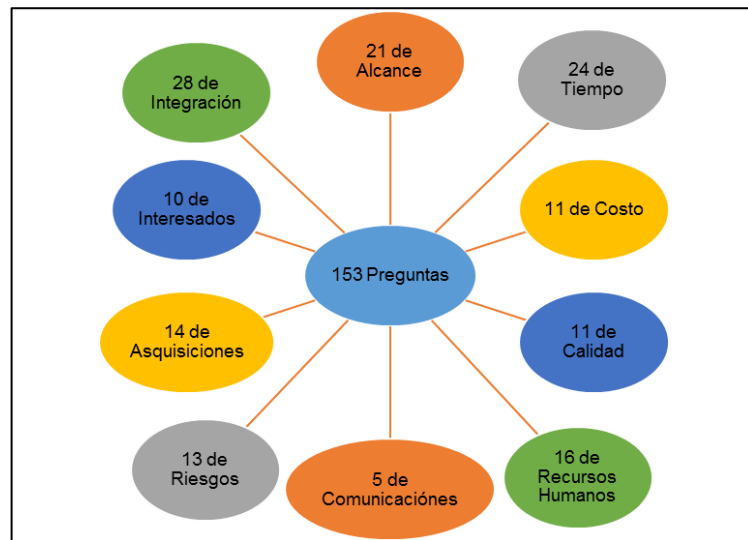 21 de
Alcance
24 de
Tiempo
11 de Costo
11 de
Calidad
16 de
Recursos
Humanos
5 de
Comunicaciónes
13 de
Riesgos
14 de
Asquisiciones
10 de
Interesados
28 de
Integración
153 Preguntas